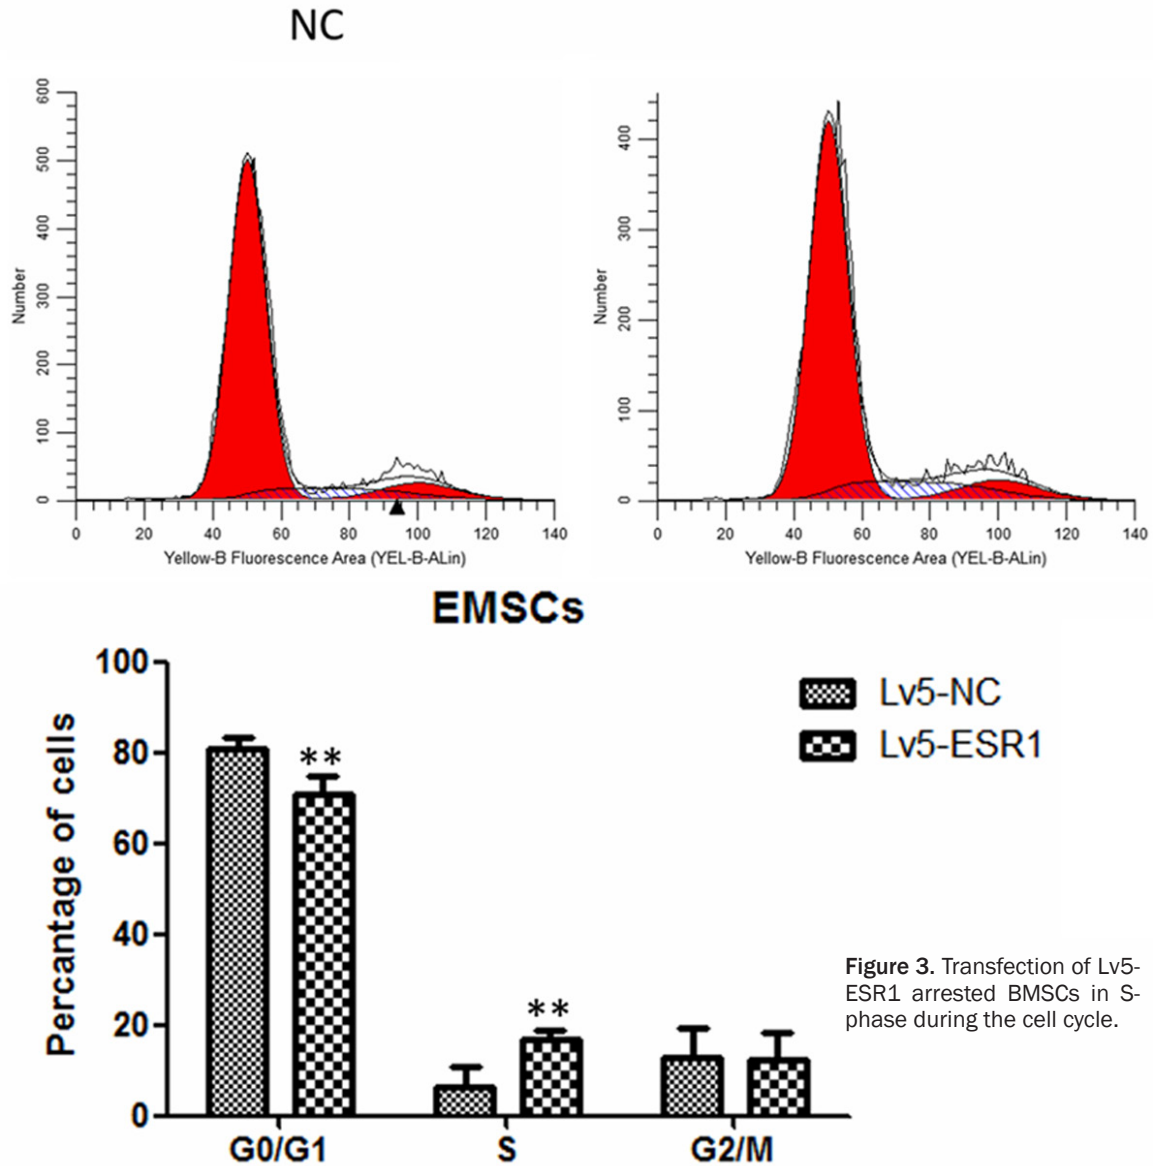 NC
600
500
400
300
200
100
0
Number
0 20 40 60 80 100 120 140
Yellow-B Fluorescence Area (YEL-B-ALin)
400
300
200
100
0
Number
0 20 40 60 80 100 120 140
Yellow-B Fluorescence Area (YEL-B-ALin)
EMSCs
100
80
60
40
20
0
Percantage of cells
**
**
Lv5-NC
Lv5-ESR1
G0/G1 S G2/M
Figure 3. Transfection of Lv5-
ESR1 arrested BMSCs in S-
phase during the cell cycle.